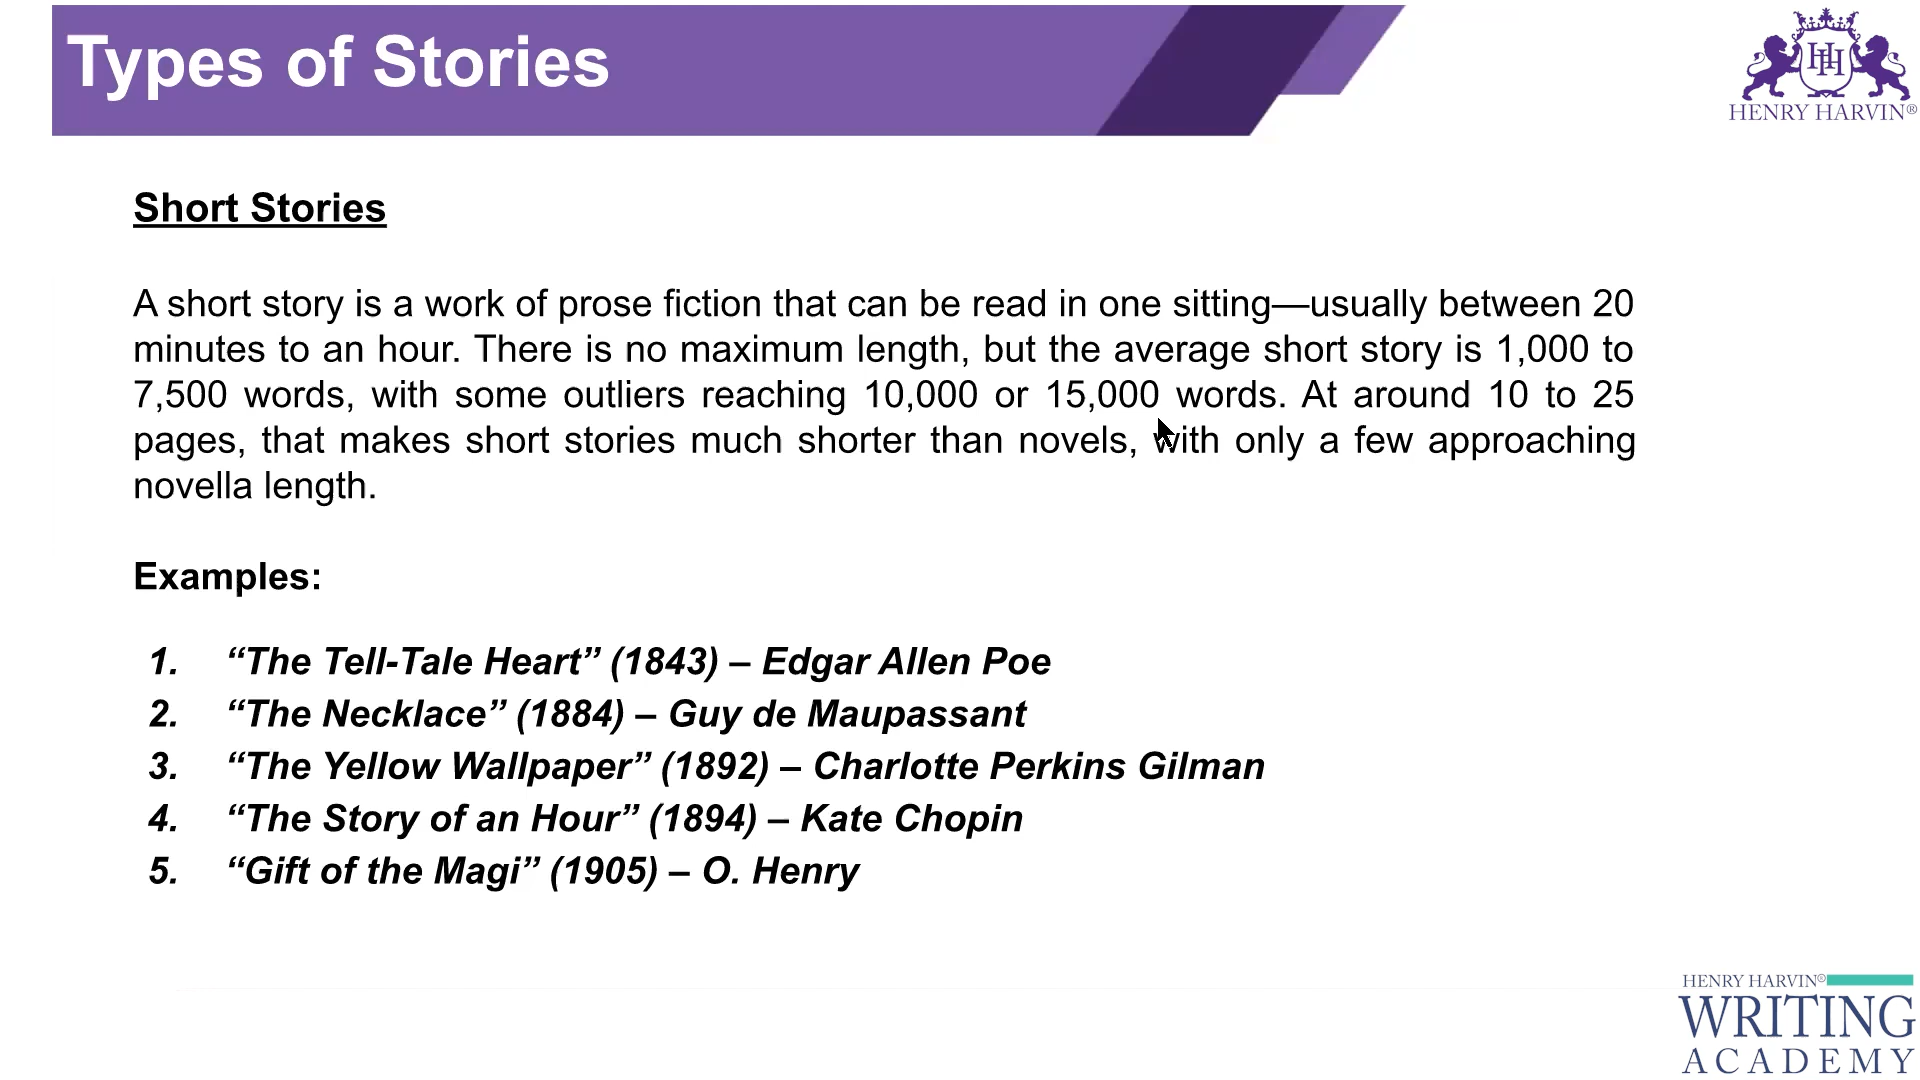 Types of Stories
HENRY HARVIN®
Short Stories
A short story is a work of prose fiction that can be read in one sitting—usually between 20
minutes to an hour. There is no maximum length, but the average short story is 1,000 to
7,500 words, with some outliers reaching 10,000 or 15,000 words. At around 10 to 25
pages, that makes short stories much shorter than novels, with only a few approaching
novella length.
Examples:
1. “The Tell-Tale Heart” (1843) – Edgar Allen Poe
2. “The Necklace” (1884) – Guy de Maupassant
3. “The Yellow Wallpaper” (1892) – Charlotte Perkins Gilman
4. “The Story of an Hour” (1894) – Kate Chopin
5. “Gift of the Magi” (1905) – O. Henry
HENRY HARVIN®
WRITING
ACADEMY